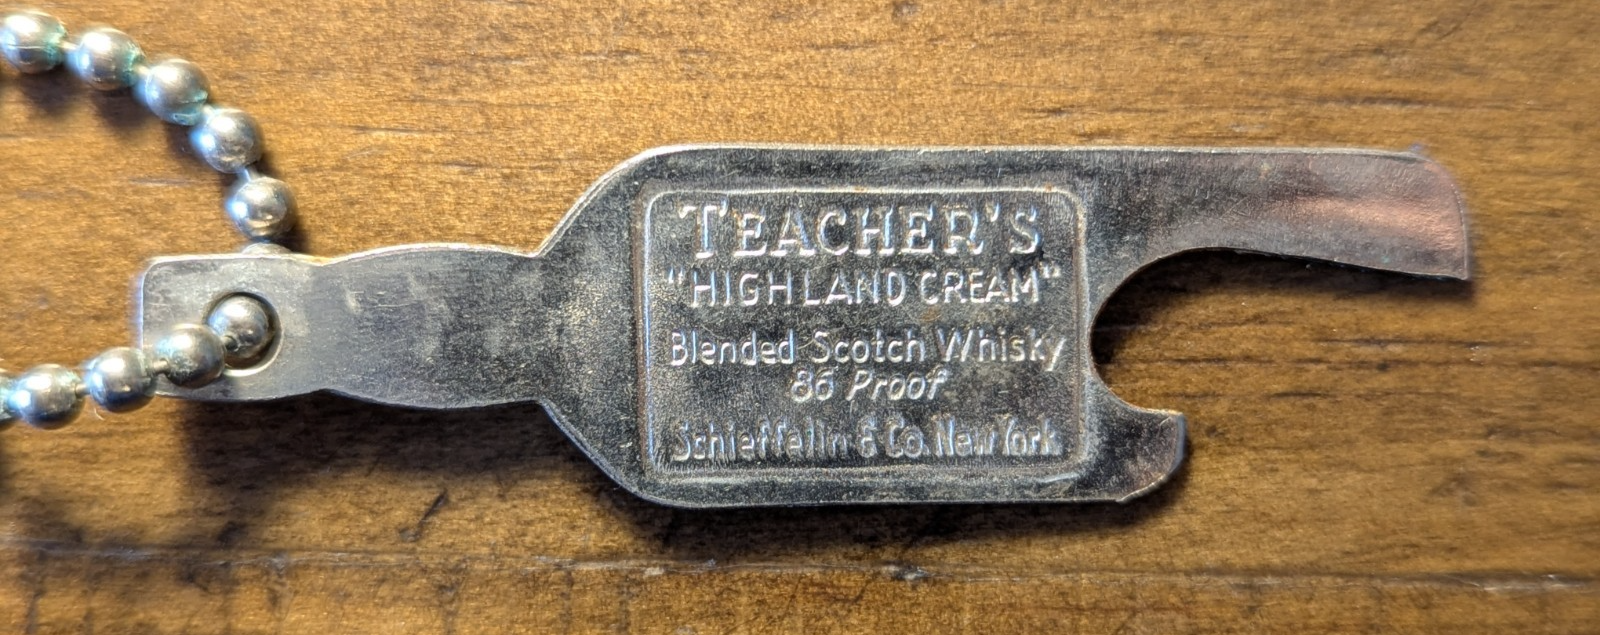 TEACHER'S
"HIGHLAND CREAM"
Blended Scotch Whisky
86 Proof
Schieffelin & Co. New York